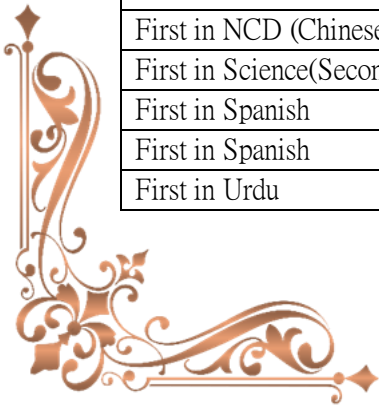 First in NCD (Chinese
First in Science(Secon
First in Spanish
First in Spanish
First in Urdu